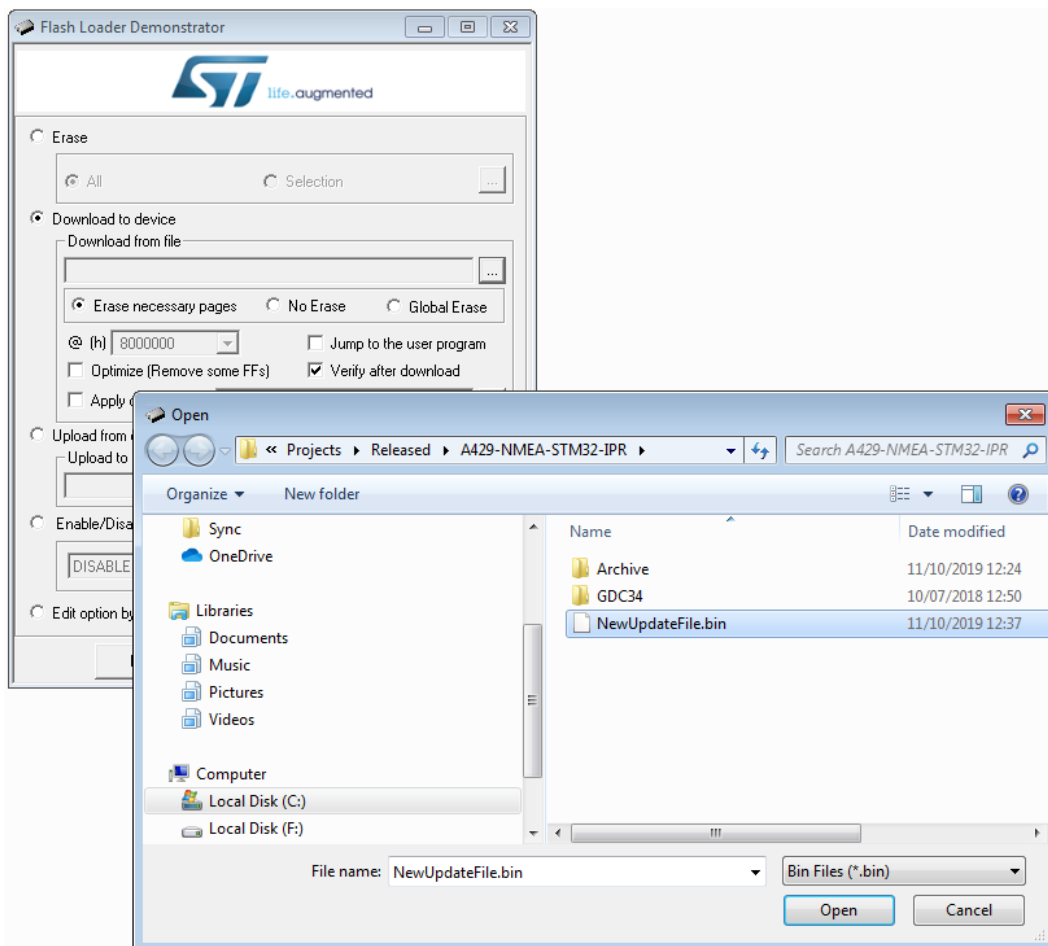 Flash Loader Demonstrator
ST life.augmented
Erase
All Selection ...
Download to device
Download from file
...
Erase necessary pages No Erase Global Erase
@ (h) 8000000 Jump to the user program
Optimize (Remove some FFs) Verify after download
Apply
Upload from
Upload to
Enable/Disa
DISABLE
Edit option by
Open
« Projects Released A429-NMEA-STM32-IPR Search A429-NMEA-STM32-IPR
Organize New folder
Sync
OneDrive
Libraries
Documents
Music
Pictures
Videos
Computer
Local Disk (C:)
Local Disk (F:)
Name Date modified
Archive 11/10/2019 12:24
GDC34 10/07/2018 12:50
NewUpdateFile.bin 11/10/2019 12:37
File name: NewUpdateFile.bin Bin Files (*.bin)
Open Cancel